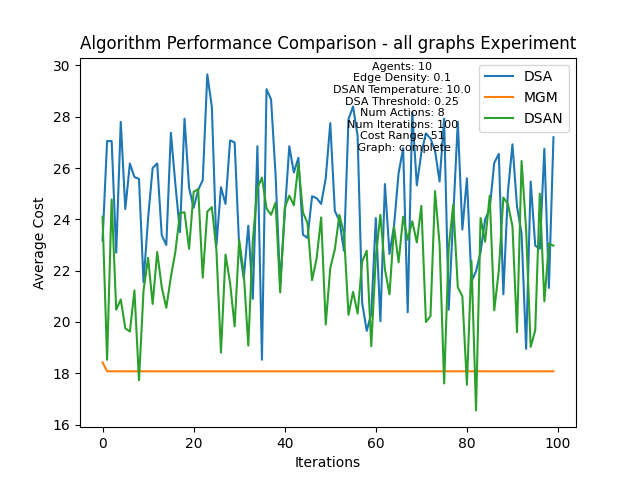 Algorithm Performance Comparison - all graphs Experiment
Agents: 10
Edge Density: 0.1
DSAN Temperature: 10.0
DSA Threshold: 0.25
Num Actions: 8
Num Iterations: 100
Cost Range: 51
Graph: complete
DSA
MGM
DSAN
Average Cost
30
28
26
24
22
20
18
16
0
20
40
60
80
100
Iterations